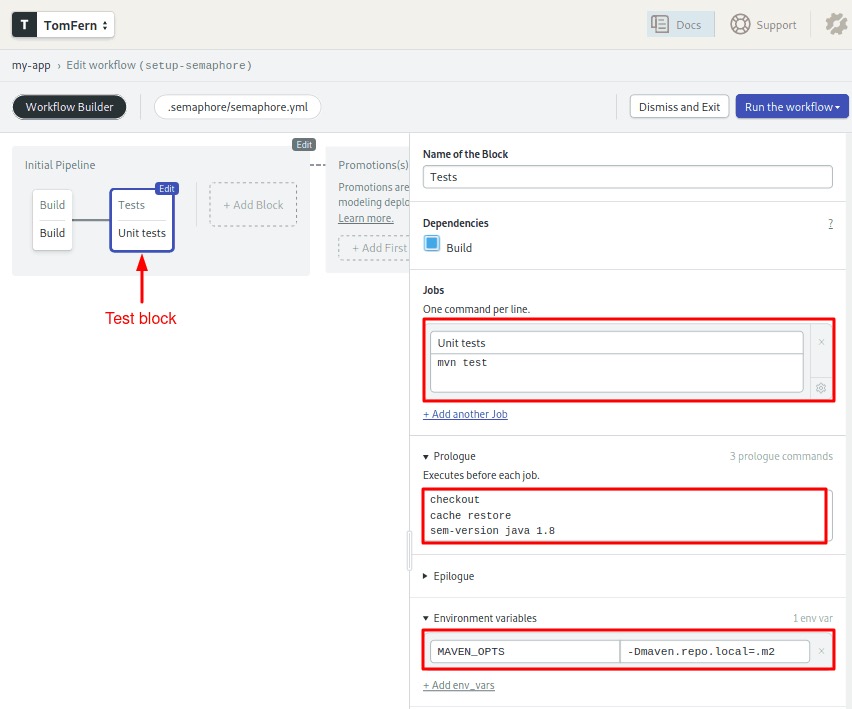 T TomFern
Docs
Support
my-app › Edit workflow (setup-semaphore)
Workflow Builder
.semaphore/semaphore.yml
Dismiss and Exit
Run the workflow
Edit
Initial Pipeline
Build
Build
Edit
Tests
Unit tests
+ Add Block
Test block
Promotions(s)
Promotions are
modeling deplo
Learn more.
+ Add First
Name of the Block
Tests
Dependencies
?
Build
Jobs
One command per line.
Unit tests
×
mvn test
+ Add another Job
Prologue
3 prologue commands
Executes before each job.
checkout
cache restore
sem-version java 1.8
Epilogue
Environment variables
1 env var
MAVEN_OPTS
-Dmaven.repo.local=.m2
×
+ Add env_vars